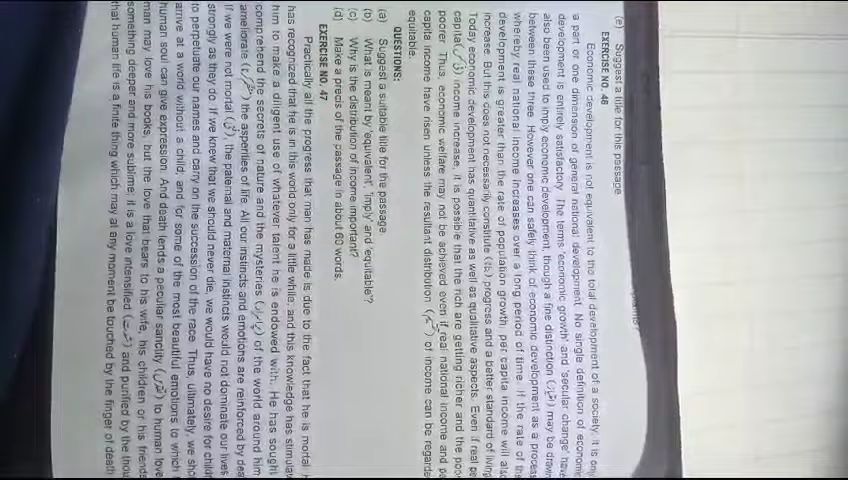 (e) Suggest a title for this passage
EXERCISE NO. 46
Economic development is not equivalent to the total development of a society; it is only
a part or one dimension of general national development. No single definition of economic
development is entirely satisfactory. The terms 'economic growth' and 'secular change' have
also been used to imply economic development, though a fine distinction may be drawn
between these three. However one can safely think of economic development as a process
whereby real national income increases over a long period of time. If the rate of the
development is greater than the rate of population growth, per capita income will also
increase. But this does not necessarily constitute progress and a better standard of living.
Today economic development has quantitative as well as qualitative aspects. Even if real pe
capita income increase, it is possible that the rich are getting richer and the poor
poorer. Thus, economic welfare may not be achieved even if real national income and pe
capita income have risen unless the resultant distribution of income can be regarde
equitable.
QUESTIONS:
(a) Suggest a suitable title for the passage.
(b) What is meant by 'equivalent', 'imply' and 'equitable'?
(c) Why is the distribution of income important?
(d) Make a precis of the passage in about 60 words.
EXERCISE NO. 47
Practically all the progress that man has made is due to the fact that he is mortal
has recognized that he is in this world only for a little while, and this knowledge has stimulat
him to make a diligent use of whatever talent he is endowed with. He has sought
comprehend the secrets of nature and the mysteries of the world around him
ameliorate the asperities of life. All our instincts and emotions are reinforced by dea
If we were not mortal, the paternal and maternal instincts would not dominate our lives
strongly as they do. If we knew that we should never die, we would have no desire for childr
to perpetuate our names and carry on the succession of the race. Thus, ultimately, we shou
arrive at a world without a child, and for some of the most beautiful emotions to which
human soul can give expression. And death lends a peculiar sanctity to human love
man may love his books, but the love that bears to his wife, his children or his friends
something deeper and more sublime; it is a love intensified and purified by the thou
that human life is a finite thing which may at any moment be touched by the finger of death